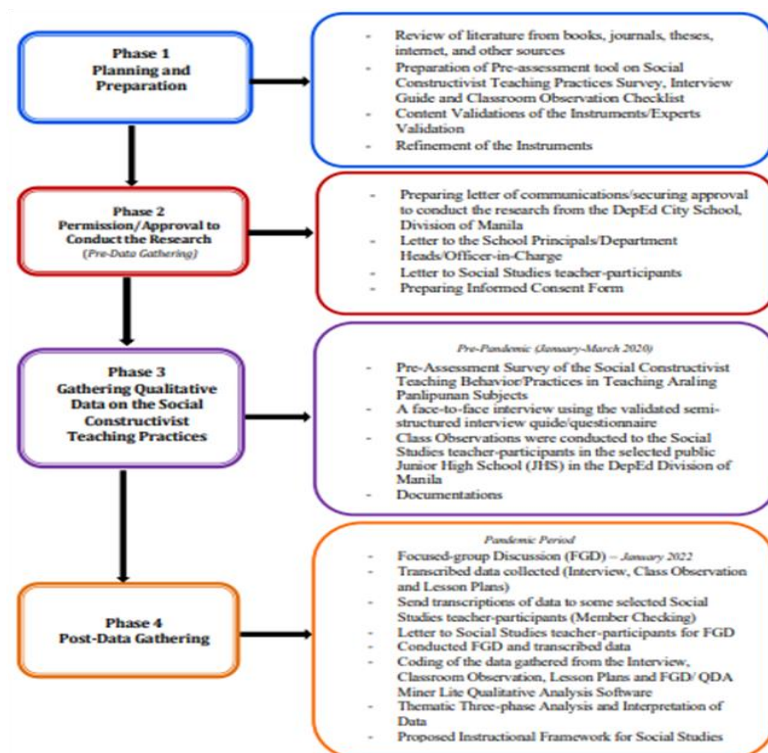 Phase 1
Planning and
Preparation
- Review of literature from books, journals, theses,
internet, and other sources
- Preparation of Pre-assessment tool on Social
Constructivist Teaching Practices Survey, Interview
Guide and Classroom Observation Checklist
- Content Validations of the Instruments/Experts
Validation
- Refinement of the Instruments
Phase 2
Permission/Approval to
Conduct the Research
(Pre-Data Gathering)
- Preparing letter of communications/securing approval
to conduct the research from the DepEd City School,
Division of Manila
- Letter to the School Principals/Department
Heads/Officer-in-Charge
- Letter to Social Studies teacher-participants
- Preparing Informed Consent Form
Phase 3
Gathering Qualitative
Data on the Social
Constructivist
Teaching Practices
Pre-Pandemic (January-March 2020)
- Pre-Assessment Survey of the Social Constructivist
Teaching Behavior/Practices in Teaching Araling
Panlipunan Subjects
- A face-to-face interview using the validated semi-
structured interview quide/questionnaire
- Class Observations were conducted to the Social
Studies teacher-participants in the selected public
Junior High School (JHS) in the DepEd Division of
Manila
- Documentations
Phase 4
Post-Data Gathering
Pandemic Period
- Focused-group Discussion (FGD) – January 2022
- Transcribed data collected (Interview, Class Observation
and Lesson Plans)
- Send transcriptions of data to some selected Social
Studies teacher-participants (Member Checking)
- Letter to Social Studies teacher-participants for FGD
- Conducted FGD and transcribed data
- Coding of the data gathered from the Interview,
Classroom Observation, Lesson Plans and FGD/ QDA
Miner Lite Qualitative Analysis Software
- Thematic Three-phase Analysis and Interpretation of
Data
- Proposed Instructional Framework for Social Studies